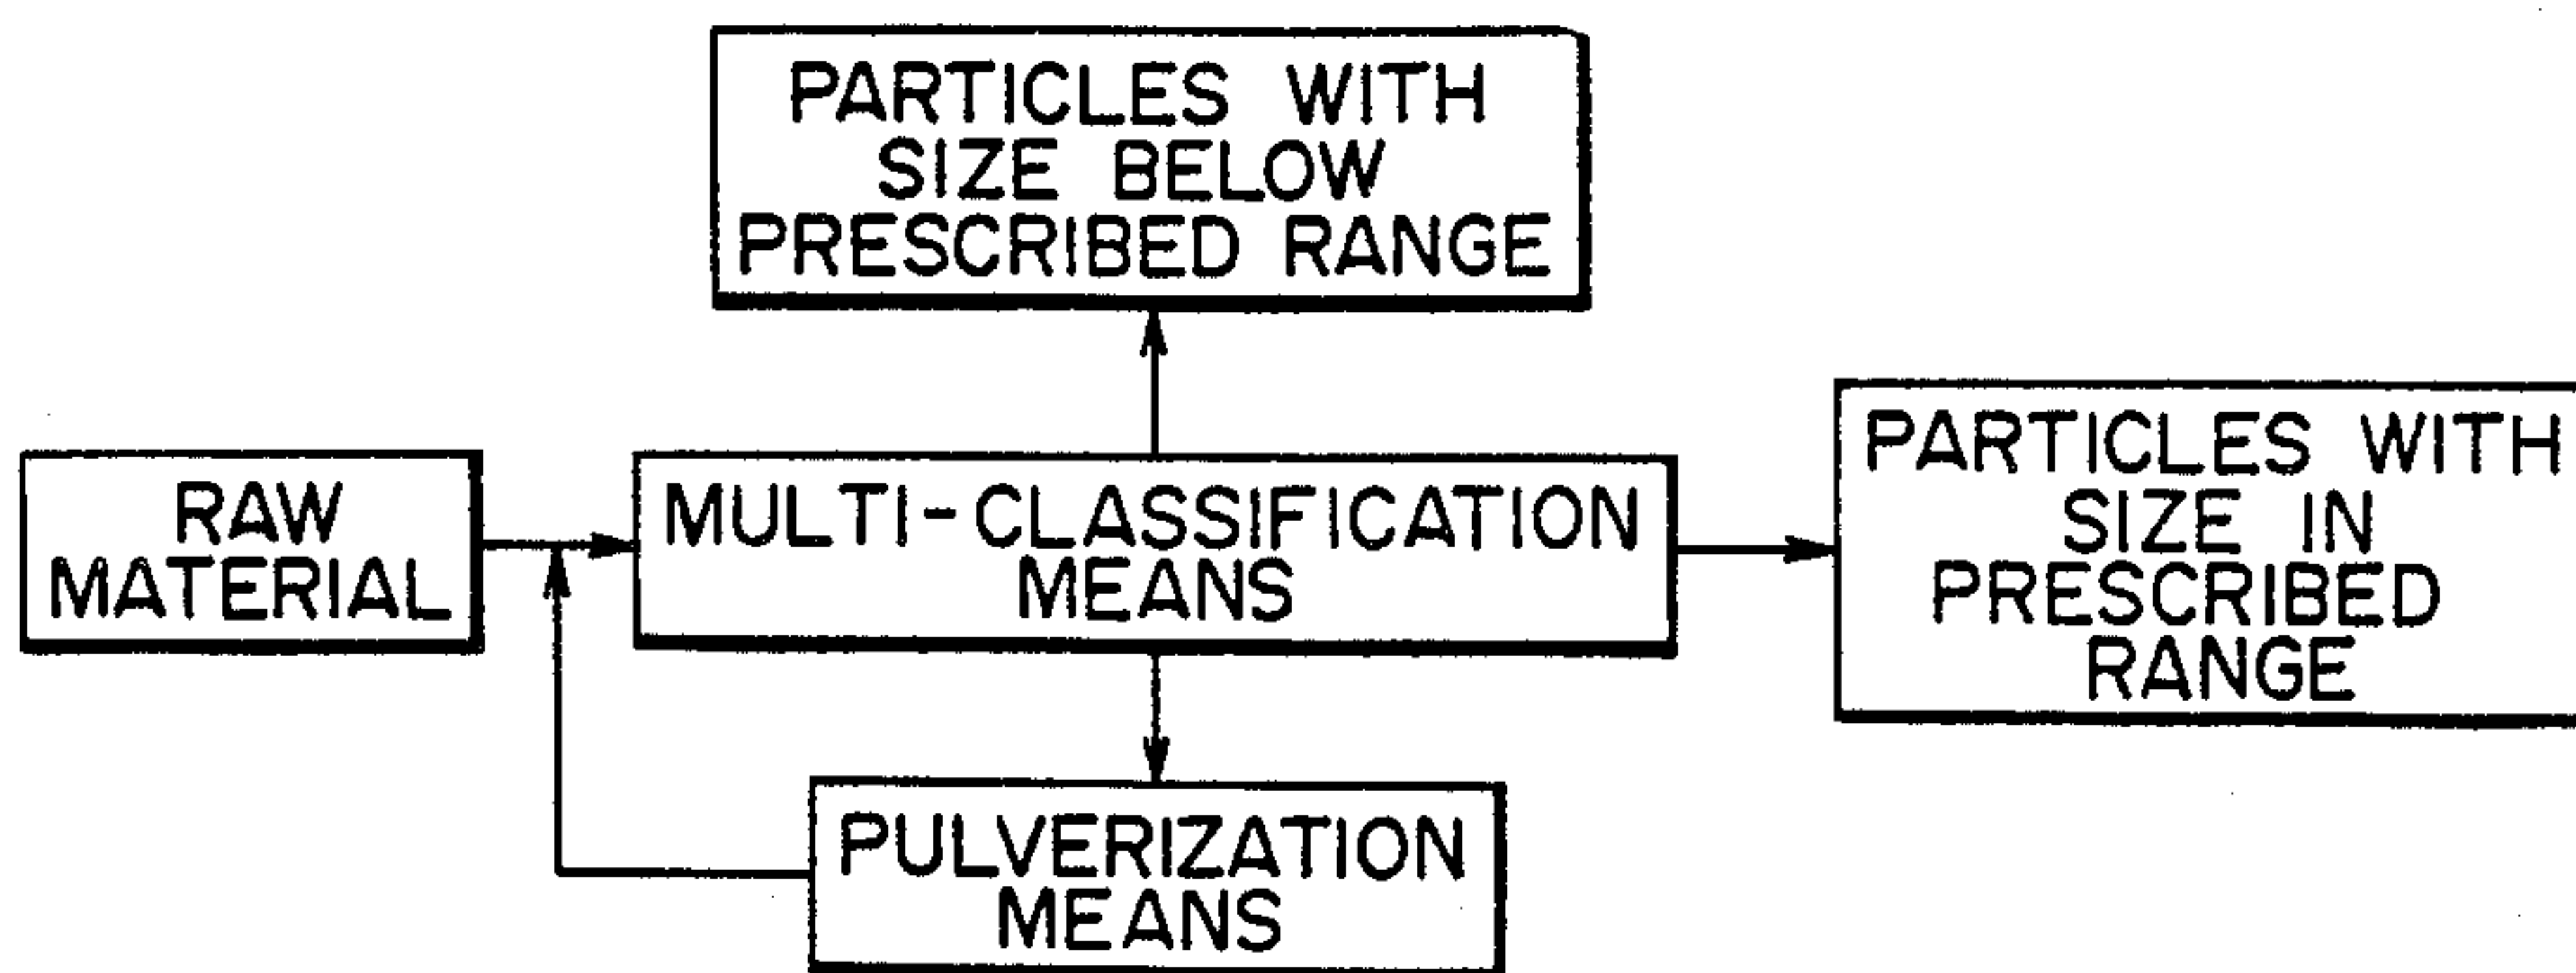 PARTICLES WITH
SIZE BELOW
PRESCRIBED RANGE
RAW
MATERIAL
MULTI-CLASSIFICATION
MEANS
PARTICLES WITH
SIZE IN
PRESCRIBED
RANGE
PULVERIZATION
MEANS